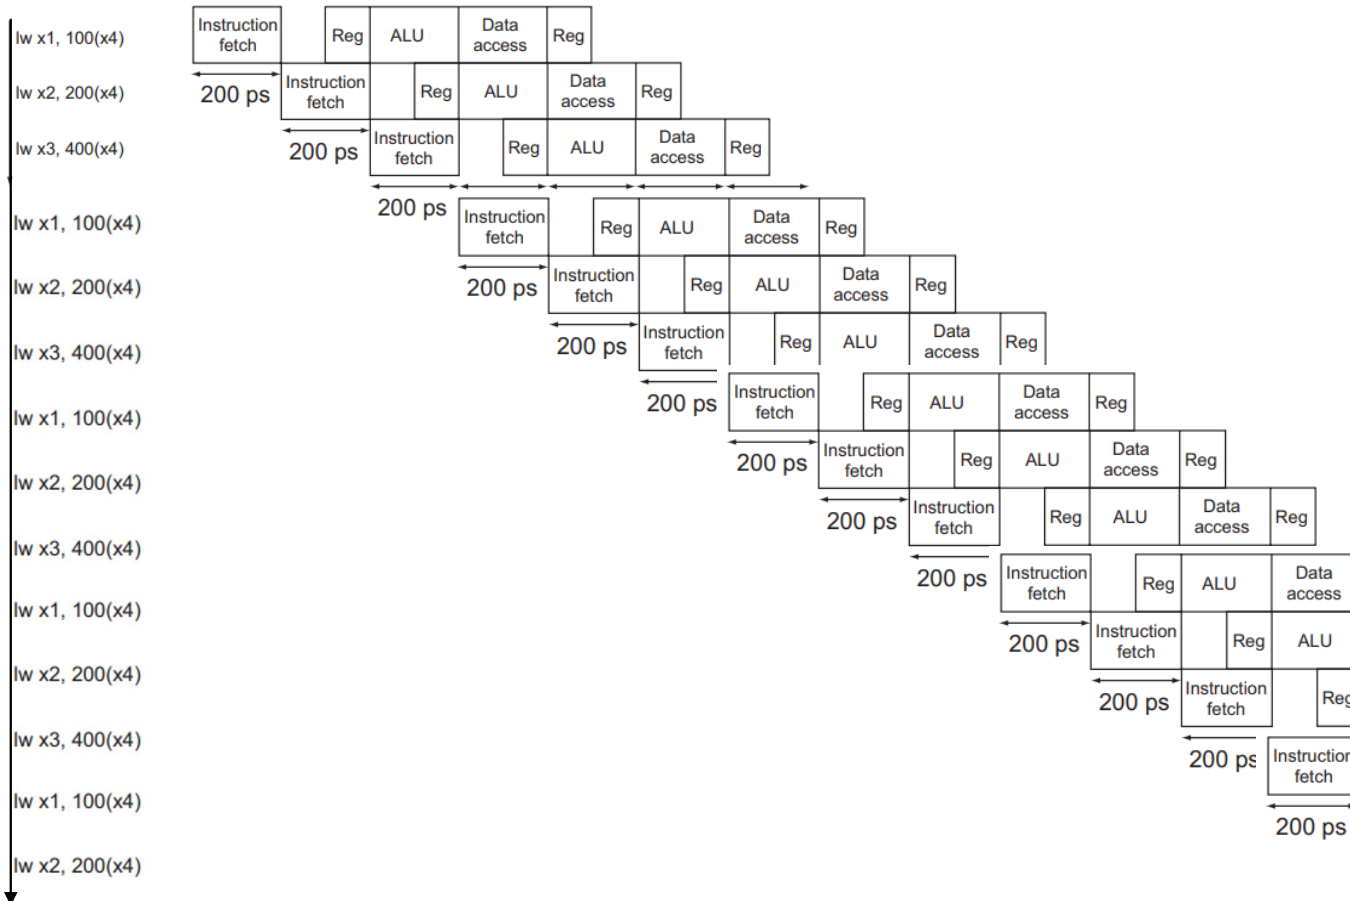 lw x1, 100(x4)
Instruction
fetch
Reg
ALU
Data
access
Reg
200 ps
lw x2, 200(x4)
Instruction
fetch
Reg
ALU
Data
access
Reg
200 ps
lw x3, 400(x4)
Instruction
fetch
Reg
ALU
Data
access
Reg
200 ps
lw x1, 100(x4)
Instruction
fetch
Reg
ALU
Data
access
Reg
200 ps
lw x2, 200(x4)
Instruction
fetch
Reg
ALU
Data
access
Reg
200 ps
lw x3, 400(x4)
Instruction
fetch
Reg
ALU
Data
access
Reg
200 ps
lw x1, 100(x4)
Instruction
fetch
Reg
ALU
Data
access
Reg
200 ps
lw x2, 200(x4)
Instruction
fetch
Reg
ALU
Data
access
Reg
200 ps
lw x3, 400(x4)
Instruction
fetch
Reg
ALU
Data
access
Reg
200 ps
lw x1, 100(x4)
Instruction
fetch
Reg
ALU
Data
access
200 ps
lw x2, 200(x4)
Instruction
fetch
Reg
ALU
200 ps
lw x3, 400(x4)
Instruction
fetch
Reg
200 ps
lw x1, 100(x4)
Instruction
fetch
200 ps
lw x2, 200(x4)